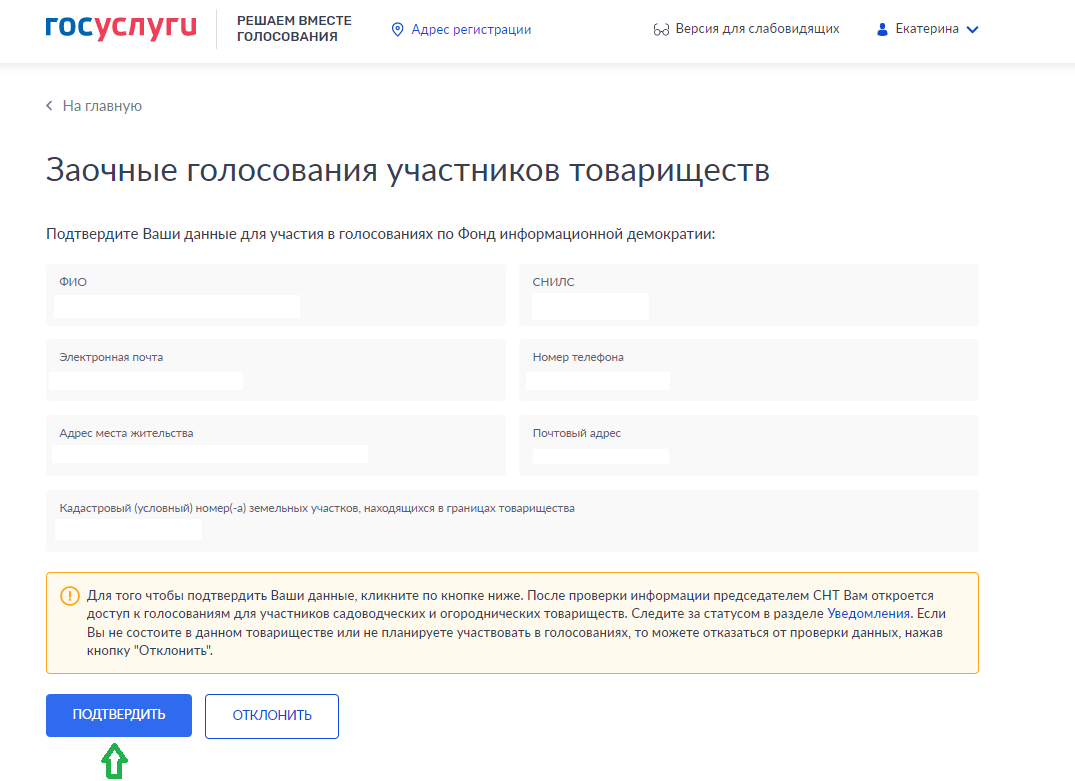 госуслуги
РЕШАЕМ ВМЕСТЕ
ГОЛОСОВАНИЯ
Адрес регистрации
Версия для слабовидящих
Екатерина
На главную
Заочные голосования участников товариществ
Подтвердите Ваши данные для участия в голосованиях по Фонд информационной демократии:
ФИО
СНИЛС
Электронная почта
Номер телефона
Адрес места жительства
Почтовый адрес
Кадастровый (условный) номер(-а) земельных участков, находящихся в границах товарищества
Для того чтобы подтвердить Ваши данные, кликните по кнопке ниже. После проверки информации председателем СНТ Вам откроется
доступ к голосованиям для участников садоводческих и огороднических товариществ. Следите за статусом в разделе Уведомления. Если
Вы не состоите в данном товариществе или не планируете участвовать в голосованиях, то можете отказаться от проверки данных, нажав
кнопку "Отклонить".
ПОДТВЕРДИТЬ
ОТКЛОНИТЬ